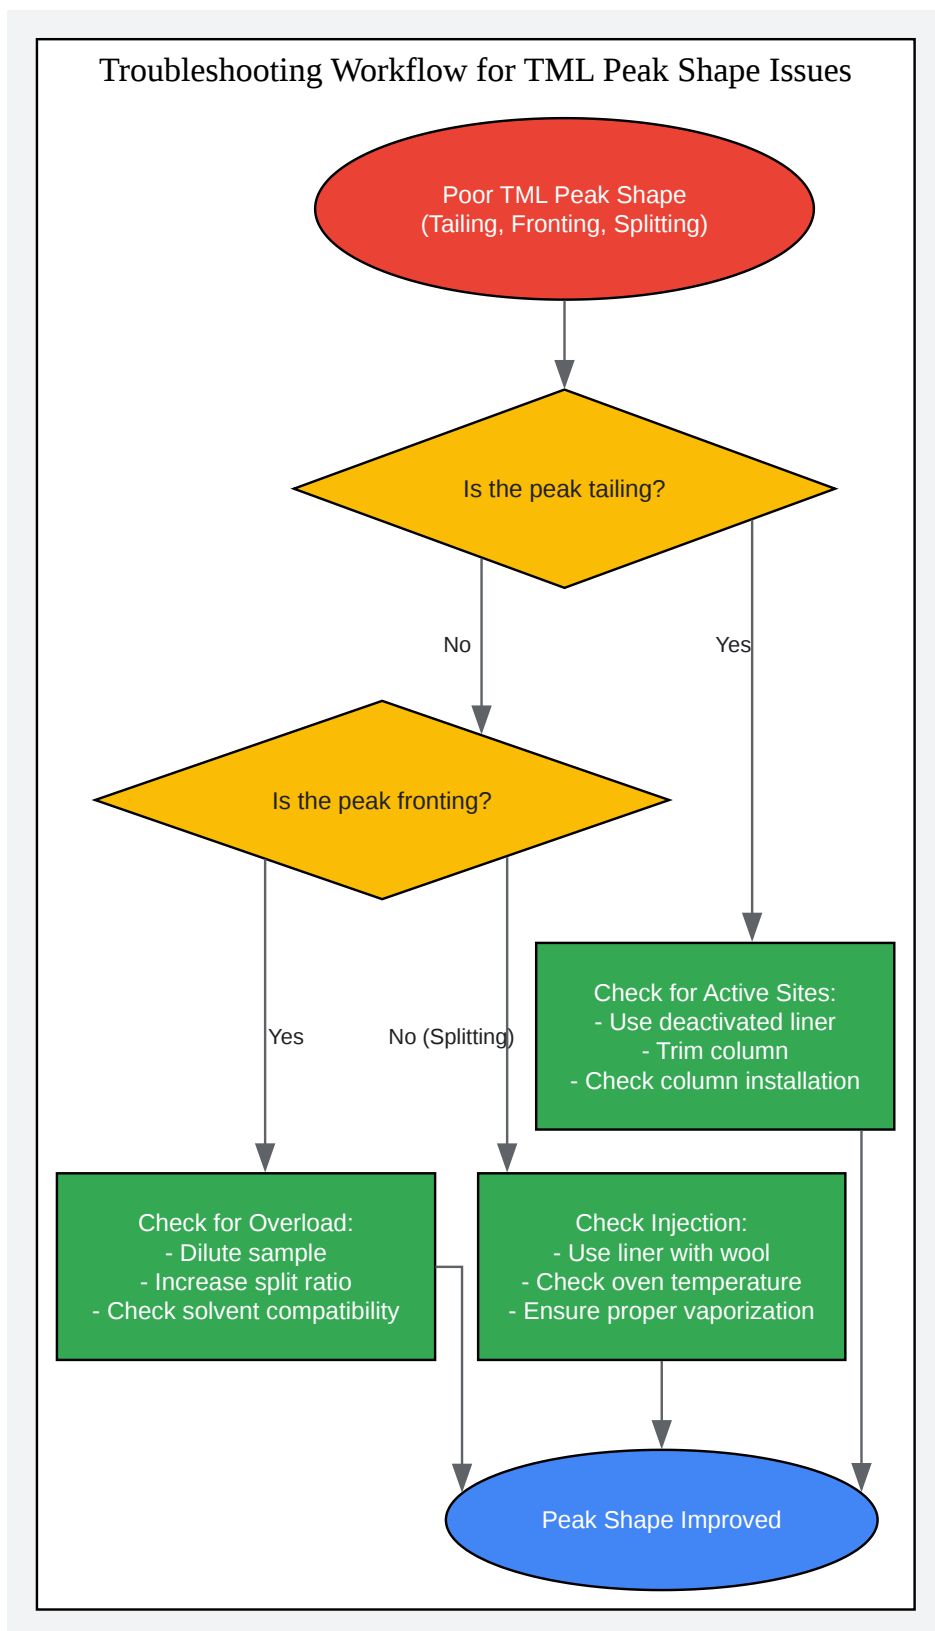 Troubleshooting Workflow for TML Peak Shape Issues
Poor TML Peak Shape
(Tailing, Fronting, Splitting)
Is the peak tailing?
No
Yes
Is the peak fronting?
Yes
No (Splitting)
Check for Active Sites:
- Use deactivated liner
- Trim column
- Check column installation
Check for Overload:
- Dilute sample
- Increase split ratio
- Check solvent compatibility
Check Injection:
- Use liner with wool
- Check oven temperature
- Ensure proper vaporization
Peak Shape Improved